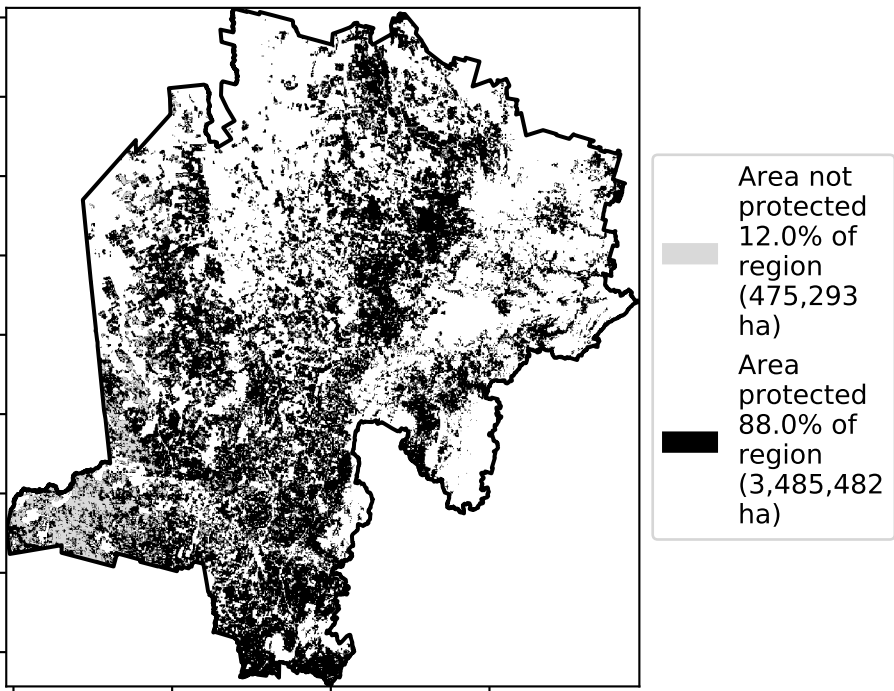 Area not
protected
12.0% of
region
(475,293
ha)
Area
protected
88.0% of
region
(3,485,482
ha)